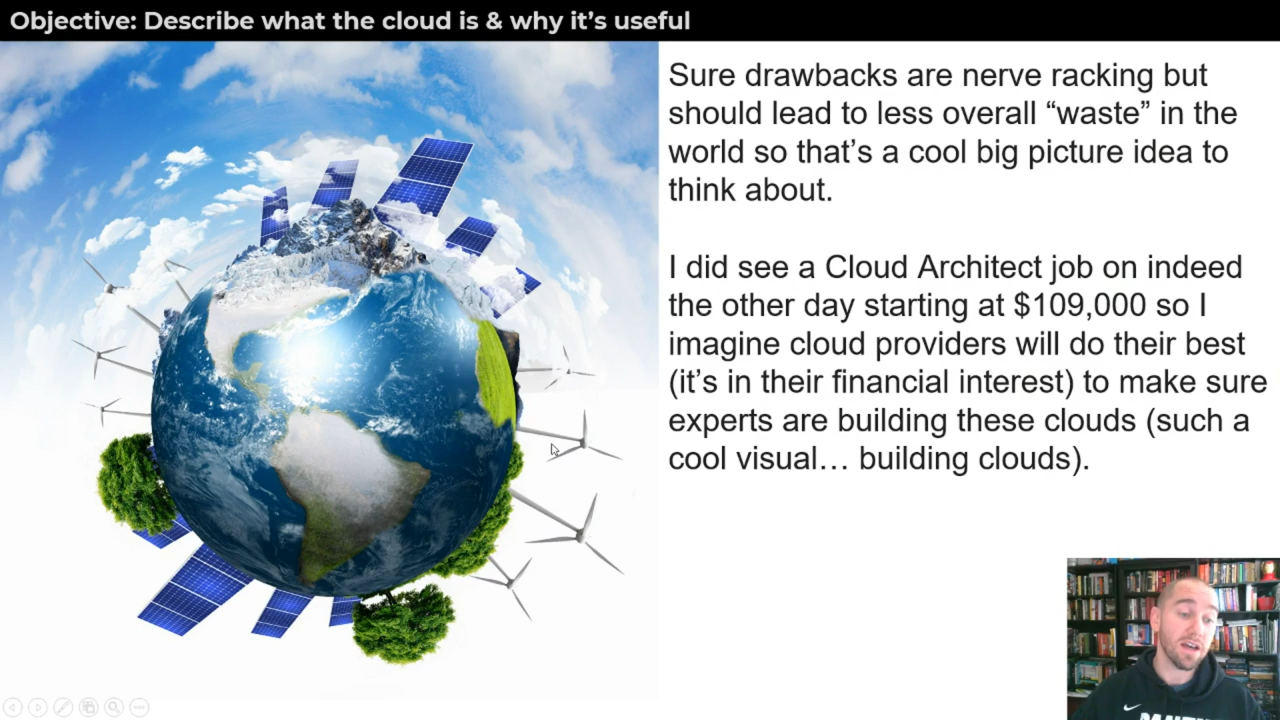 Objective: Describe what the cloud is & why it’s useful
Sure drawbacks are nerve racking but
should lead to less overall “waste” in the
world so that’s a cool big picture idea to
think about.
I did see a Cloud Architect job on indeed
the other day starting at $109,000 so I
imagine cloud providers will do their best
(it’s in their financial interest) to make sure
experts are building these clouds (such a
cool visual… building clouds).